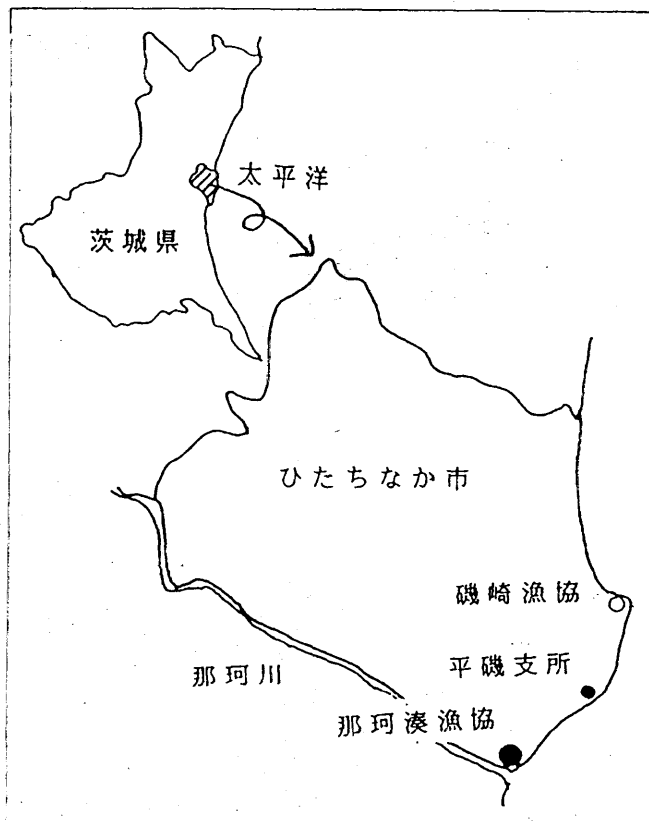 太平洋
茨城県
ひたちなか市
磯崎漁協
平磯支所
那珂川
那珂湊漁協